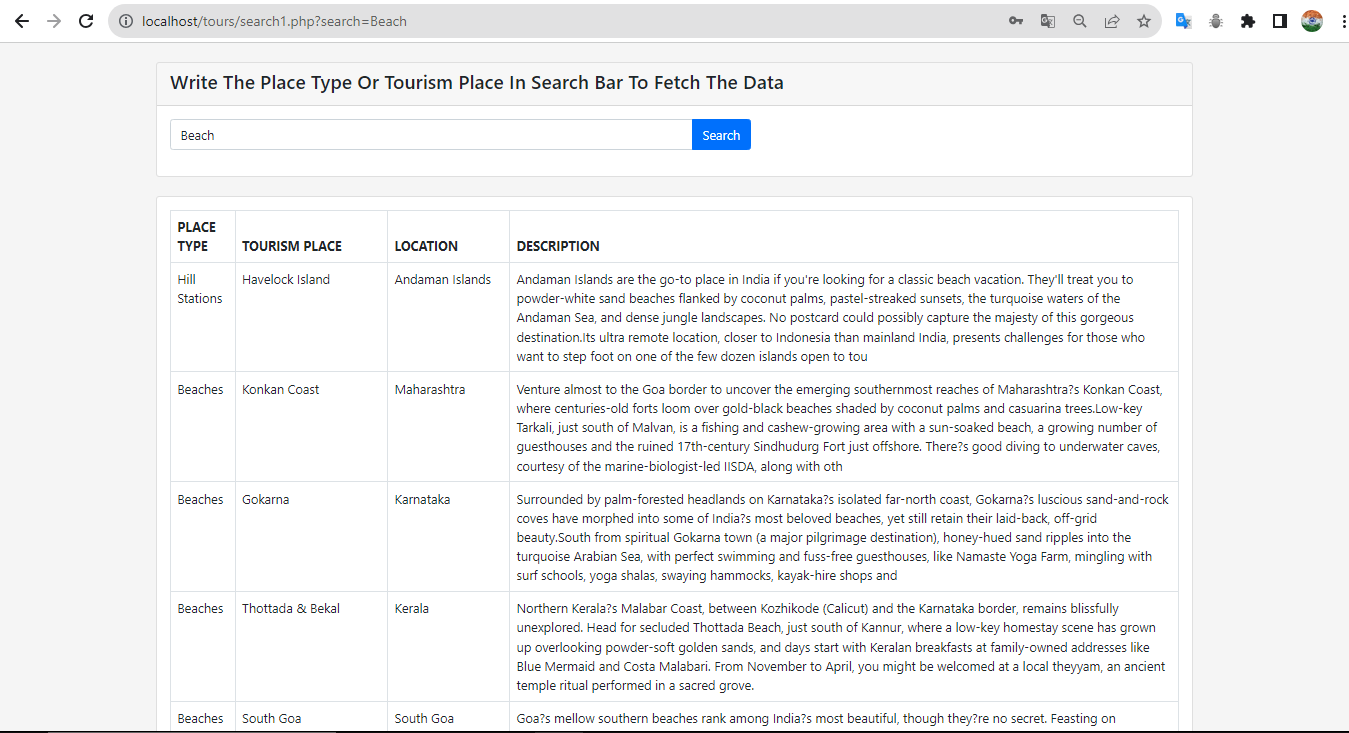 localhost/tours/search1.php?search=Beach
Write The Place Type Or Tourism Place In Search Bar To Fetch The Data
Beach
Search
PLACE
TYPE
TOURISM PLACE
LOCATION
DESCRIPTION
Hill
Stations
Havelock Island
Andaman Islands
Andaman Islands are the go-to place in India if you're looking for a classic beach vacation. They'll treat you to
powder-white sand beaches flanked by coconut palms, pastel-streaked sunsets, the turquoise waters of the
Andaman Sea, and dense jungle landscapes. No postcard could possibly capture the majesty of this gorgeous
destination.Its ultra remote location, closer to Indonesia than mainland India, presents challenges for those who
want to step foot on one of the few dozen islands open to tou
Beaches
Konkan Coast
Maharashtra
Venture almost to the Goa border to uncover the emerging southernmost reaches of Maharashtra?s Konkan Coast,
where centuries-old forts loom over gold-black beaches shaded by coconut palms and casuarina trees.Low-key
Tarkali, just south of Malvan, is a fishing and cashew-growing area with a sun-soaked beach, a growing number of
guesthouses and the ruined 17th-century Sindhudurg Fort just offshore. There?s good diving to underwater caves,
courtesy of the marine-biologist-led IISDA, along with oth
Beaches
Gokarna
Karnataka
Surrounded by palm-forested headlands on Karnataka?s isolated far-north coast, Gokarna?s luscious sand-and-rock
coves have morphed into some of India?s most beloved beaches, yet still retain their laid-back, off-grid
beauty.South from spiritual Gokarna town (a major pilgrimage destination), honey-hued sand ripples into the
turquoise Arabian Sea, with perfect swimming and fuss-free guesthouses, like Namaste Yoga Farm, mingling with
surf schools, yoga shalas, swaying hammocks, kayak-hire shops and
Beaches
Thottada & Bekal
Kerala
Northern Kerala?s Malabar Coast, between Kozhikode (Calicut) and the Karnataka border, remains blissfully
unexplored. Head for secluded Thottada Beach, just south of Kannur, where a low-key homestay scene has grown
up overlooking powder-soft golden sands, and days start with Keralan breakfasts at family-owned addresses like
Blue Mermaid and Costa Malabari. From November to April, you might be welcomed at a local theyyam, an ancient
temple ritual performed in a sacred grove.
Beaches
South Goa
South Goa
Goa?s mellow southern beaches rank among India?s most beautiful, though they?re no secret. Feasting on